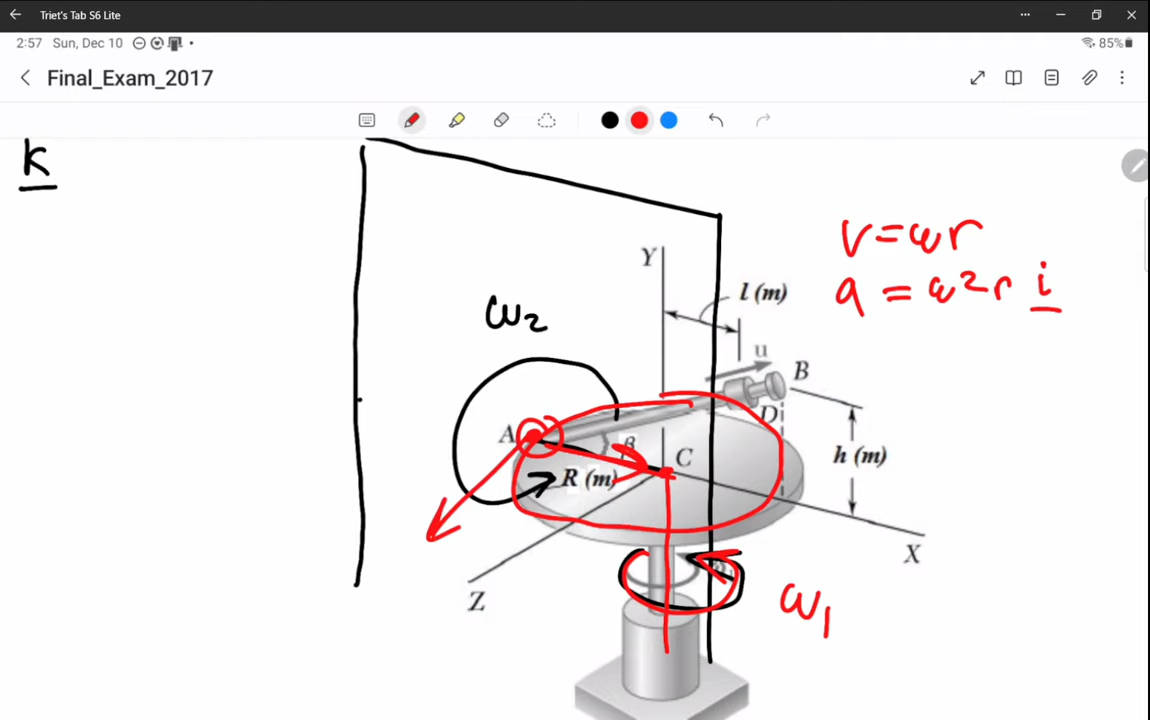 Triet's Tab S6 Lite
2:57 Sun, Dec 10 85%
Final_Exam_2017
k
v = ωr
a = ω²r i
Y
l (m)
ω₂
u
B
D
A
β
C
h (m)
R (m)
X
Z
ω₁